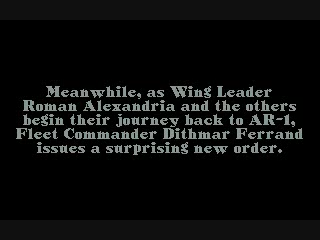 Meanwhile, as Wing Leader
Roman Alexandria and the others
begin their journey back to AR-1,
Fleet Commander Dithmar Ferrand
issues a surprising new order.